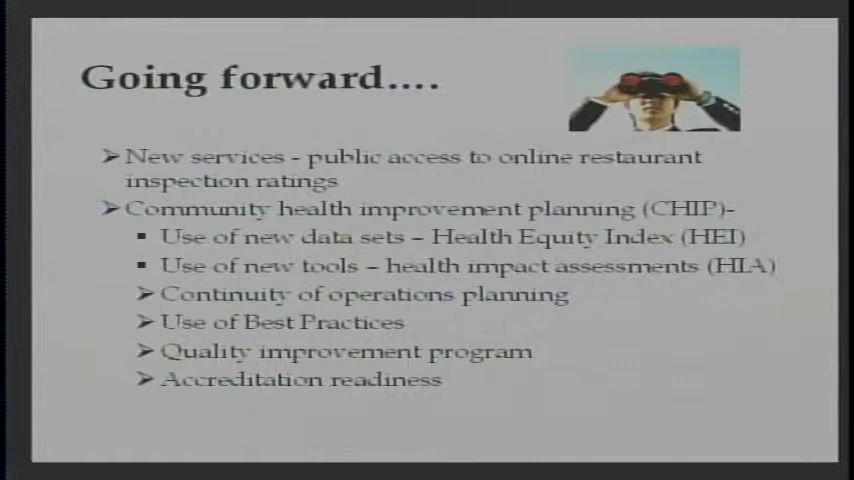 Going forward....
➢ New services - public access to online restaurant
inspection ratings
➢ Community health improvement planning (CHIP)-
▪ Use of new data sets – Health Equity Index (HEI)
▪ Use of new tools – health impact assessments (HIA)
➢ Continuity of operations planning
➢ Use of Best Practices
➢ Quality improvement program
➢ Accreditation readiness